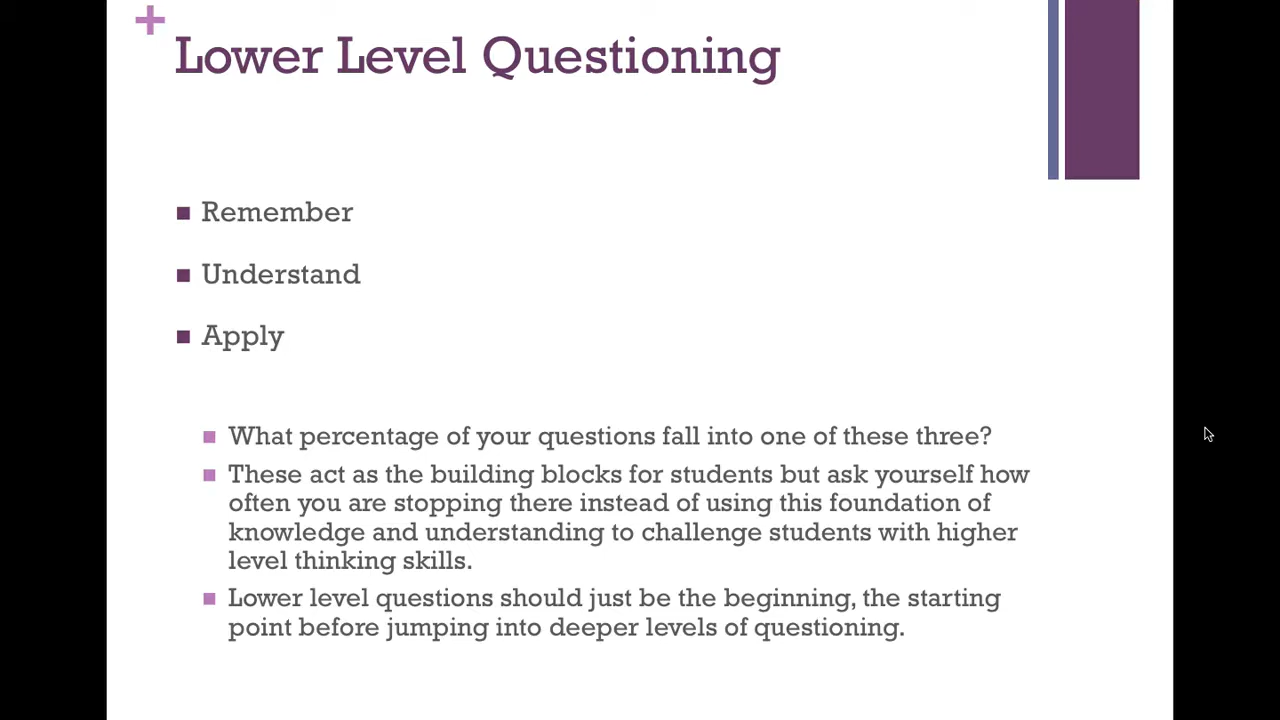 +
Lower Level Questioning
Remember
Understand
Apply
What percentage of your questions fall into one of these three?
These act as the building blocks for students but ask yourself how
often you are stopping there instead of using this foundation of
knowledge and understanding to challenge students with higher
level thinking skills.
Lower level questions should just be the beginning, the starting
point before jumping into deeper levels of questioning.